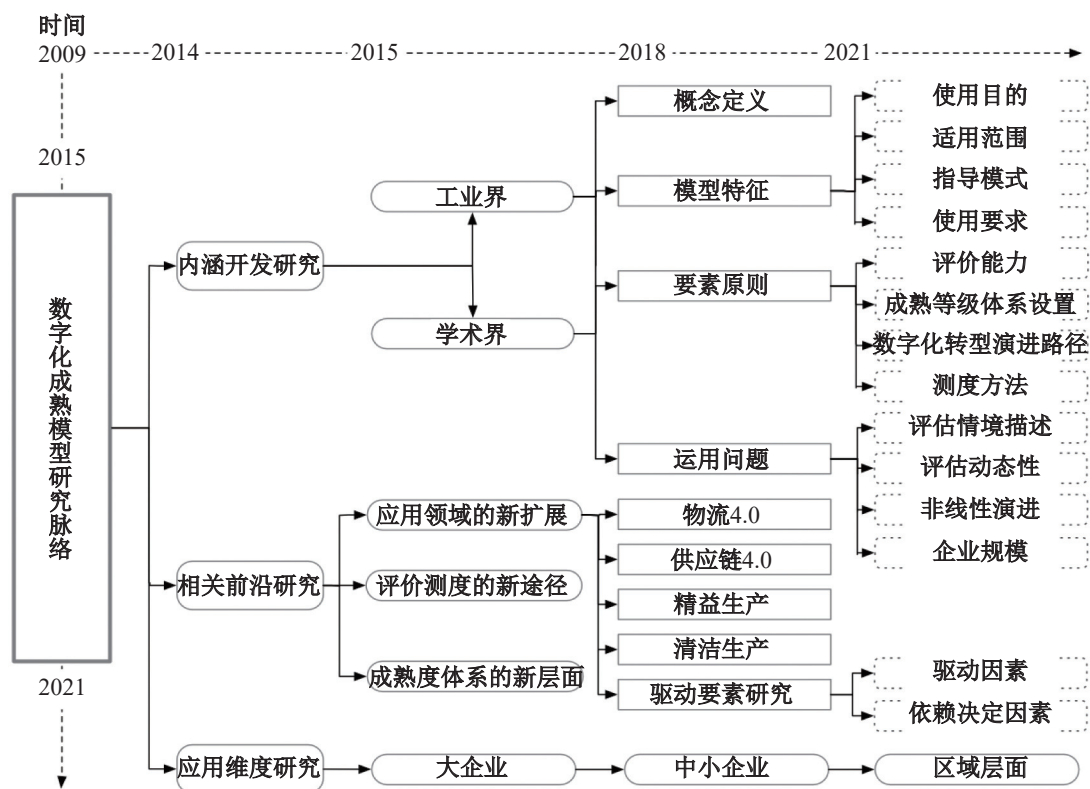 时间
2009
2014
2015
2018
2021
2015
2021
数字化成熟模型研究脉络
内涵开发研究
相关前沿研究
应用维度研究
工业界
学术界
应用领域的新扩展
评价测度的新途径
成熟度体系的新层面
大企业
概念定义
模型特征
要素原则
运用问题
物流4.0
供应链4.0
精益生产
清洁生产
驱动要素研究
中小企业
使用目的
适用范围
指导模式
使用要求
评价能力
成熟等级体系设置
数字化转型演进路径
测度方法
评估情境描述
评估动态性
非线性演进
企业规模
驱动因素
依赖决定因素
区域层面